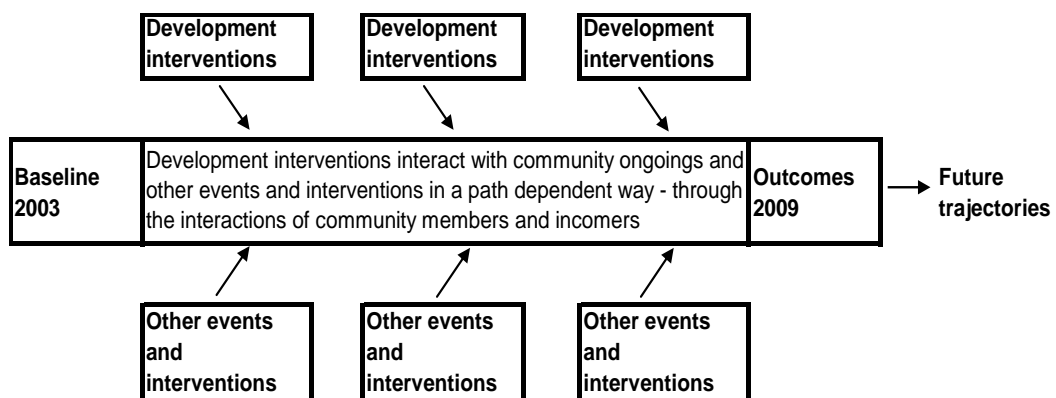 Development
interventions
Development
interventions
Development
interventions
Baseline
2003
Development interventions interact with community ongoings and
other events and interventions in a path dependent way - through
the interactions of community members and incomers
Outcomes
2009
Future
trajectories
Other events
and
interventions
Other events
and
interventions
Other events
and
interventions